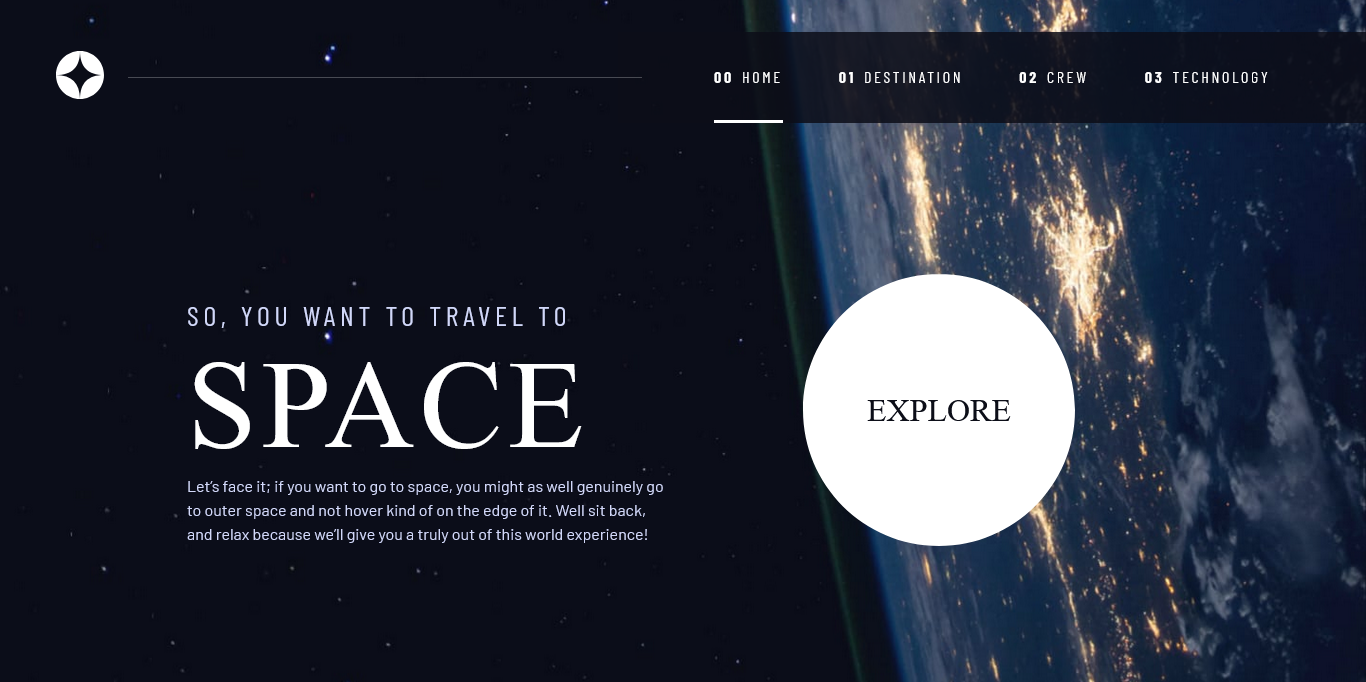 00 HOME 01 DESTINATION 02 CREW 03 TECHNOLOGY
SO, YOU WANT TO TRAVEL TO
SPACE
Let’s face it; if you want to go to space, you might as well genuinely go
to outer space and not hover kind of on the edge of it. Well sit back,
and relax because we’ll give you a truly out of this world experience!
EXPLORE